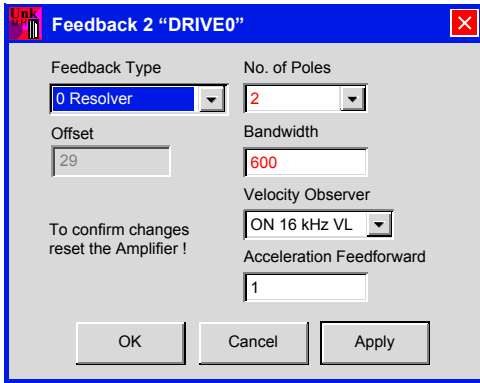 Unk
Feedback 2 “DRIVE0”
Feedback Type
No. of Poles
0 Resolver
2
Offset
Bandwidth
29
600
Velocity Observer
ON 16 kHz VL
To confirm changes
reset the Amplifier !
Acceleration Feedforward
1
OK
Cancel
Apply